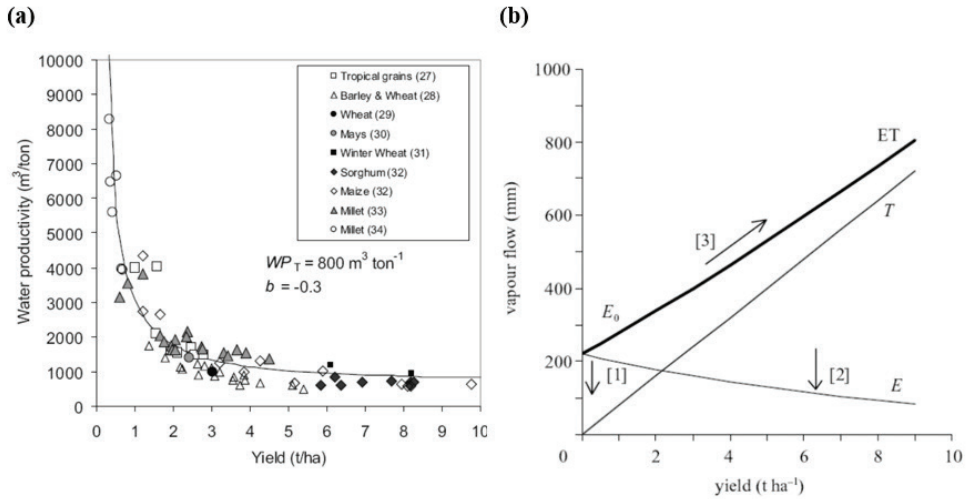 (a)
(b)
Water productivity (m³/ton)
10000
9000
8000
7000
6000
5000
4000
3000
2000
1000
0
Tropical grains (27)
Barley & Wheat (28)
Wheat (29)
Mays (30)
Winter Wheat (31)
Sorghum (32)
Maize (32)
Millet (33)
Millet (34)
WP T = 800 m³ ton⁻¹
b = -0.3
0 1 2 3 4 5 6 7 8 9 10
Yield (t/ha)
vapour flow (mm)
1000
800
600
400
200
ET
T
[3]
E₀
[1]
[2]
E
0 2 4 6 8 10
yield (t ha⁻¹)